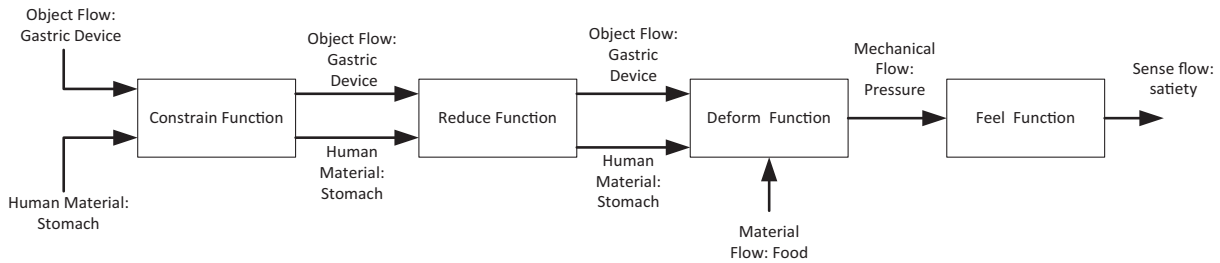 Object Flow:
Gastric Device
Human Material:
Stomach
Constrain Function
Object Flow:
Gastric
Device
Human
Material:
Stomach
Reduce Function
Object Flow:
Gastric
Device
Human
Material:
Stomach
Deform  Function
Material
Flow: Food
Mechanical
Flow:
Pressure
Feel  Function
Sense flow:
satiety